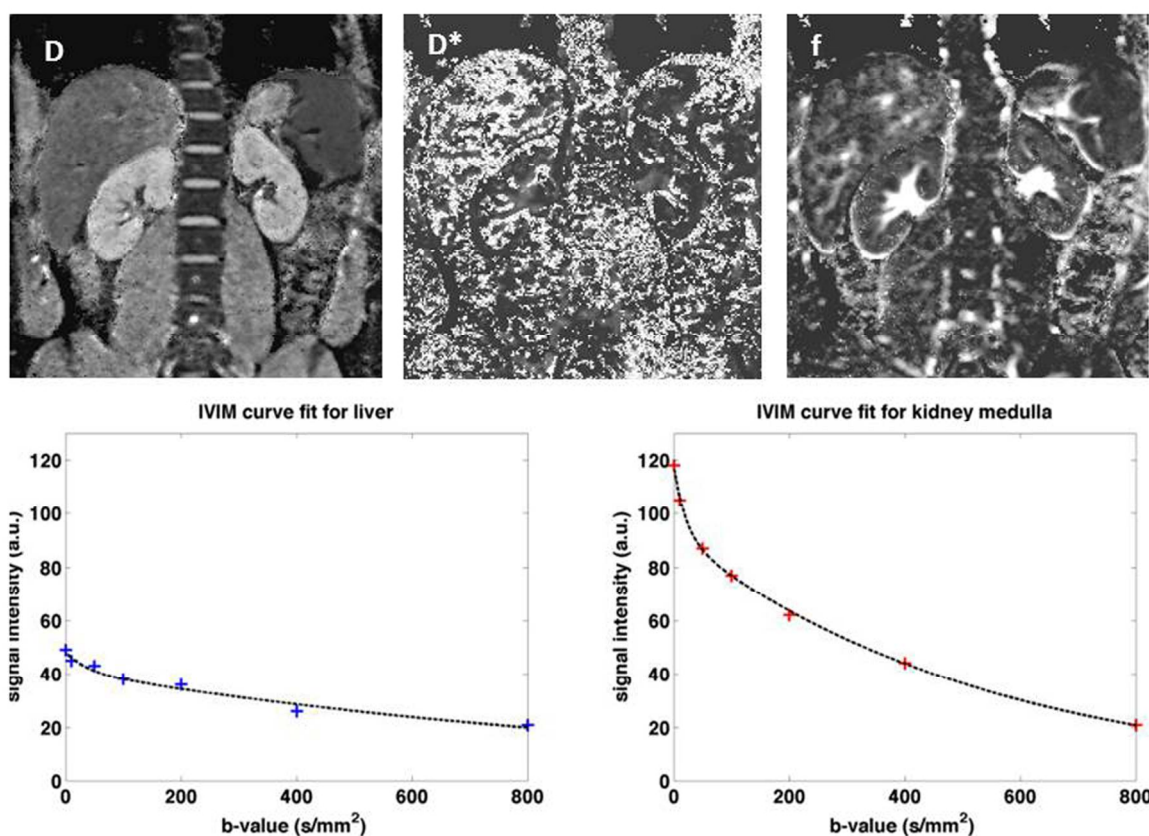 D
D*
f
IVIM curve fit for liver
120
100
80
60
40
20
0
signal intensity (a.u.)
0 200 400 600 800
b-value (s/mm²)
IVIM curve fit for kidney medulla
120
100
80
60
40
20
0
signal intensity (a.u.)
0 200 400 600 800
b-value (s/mm²)